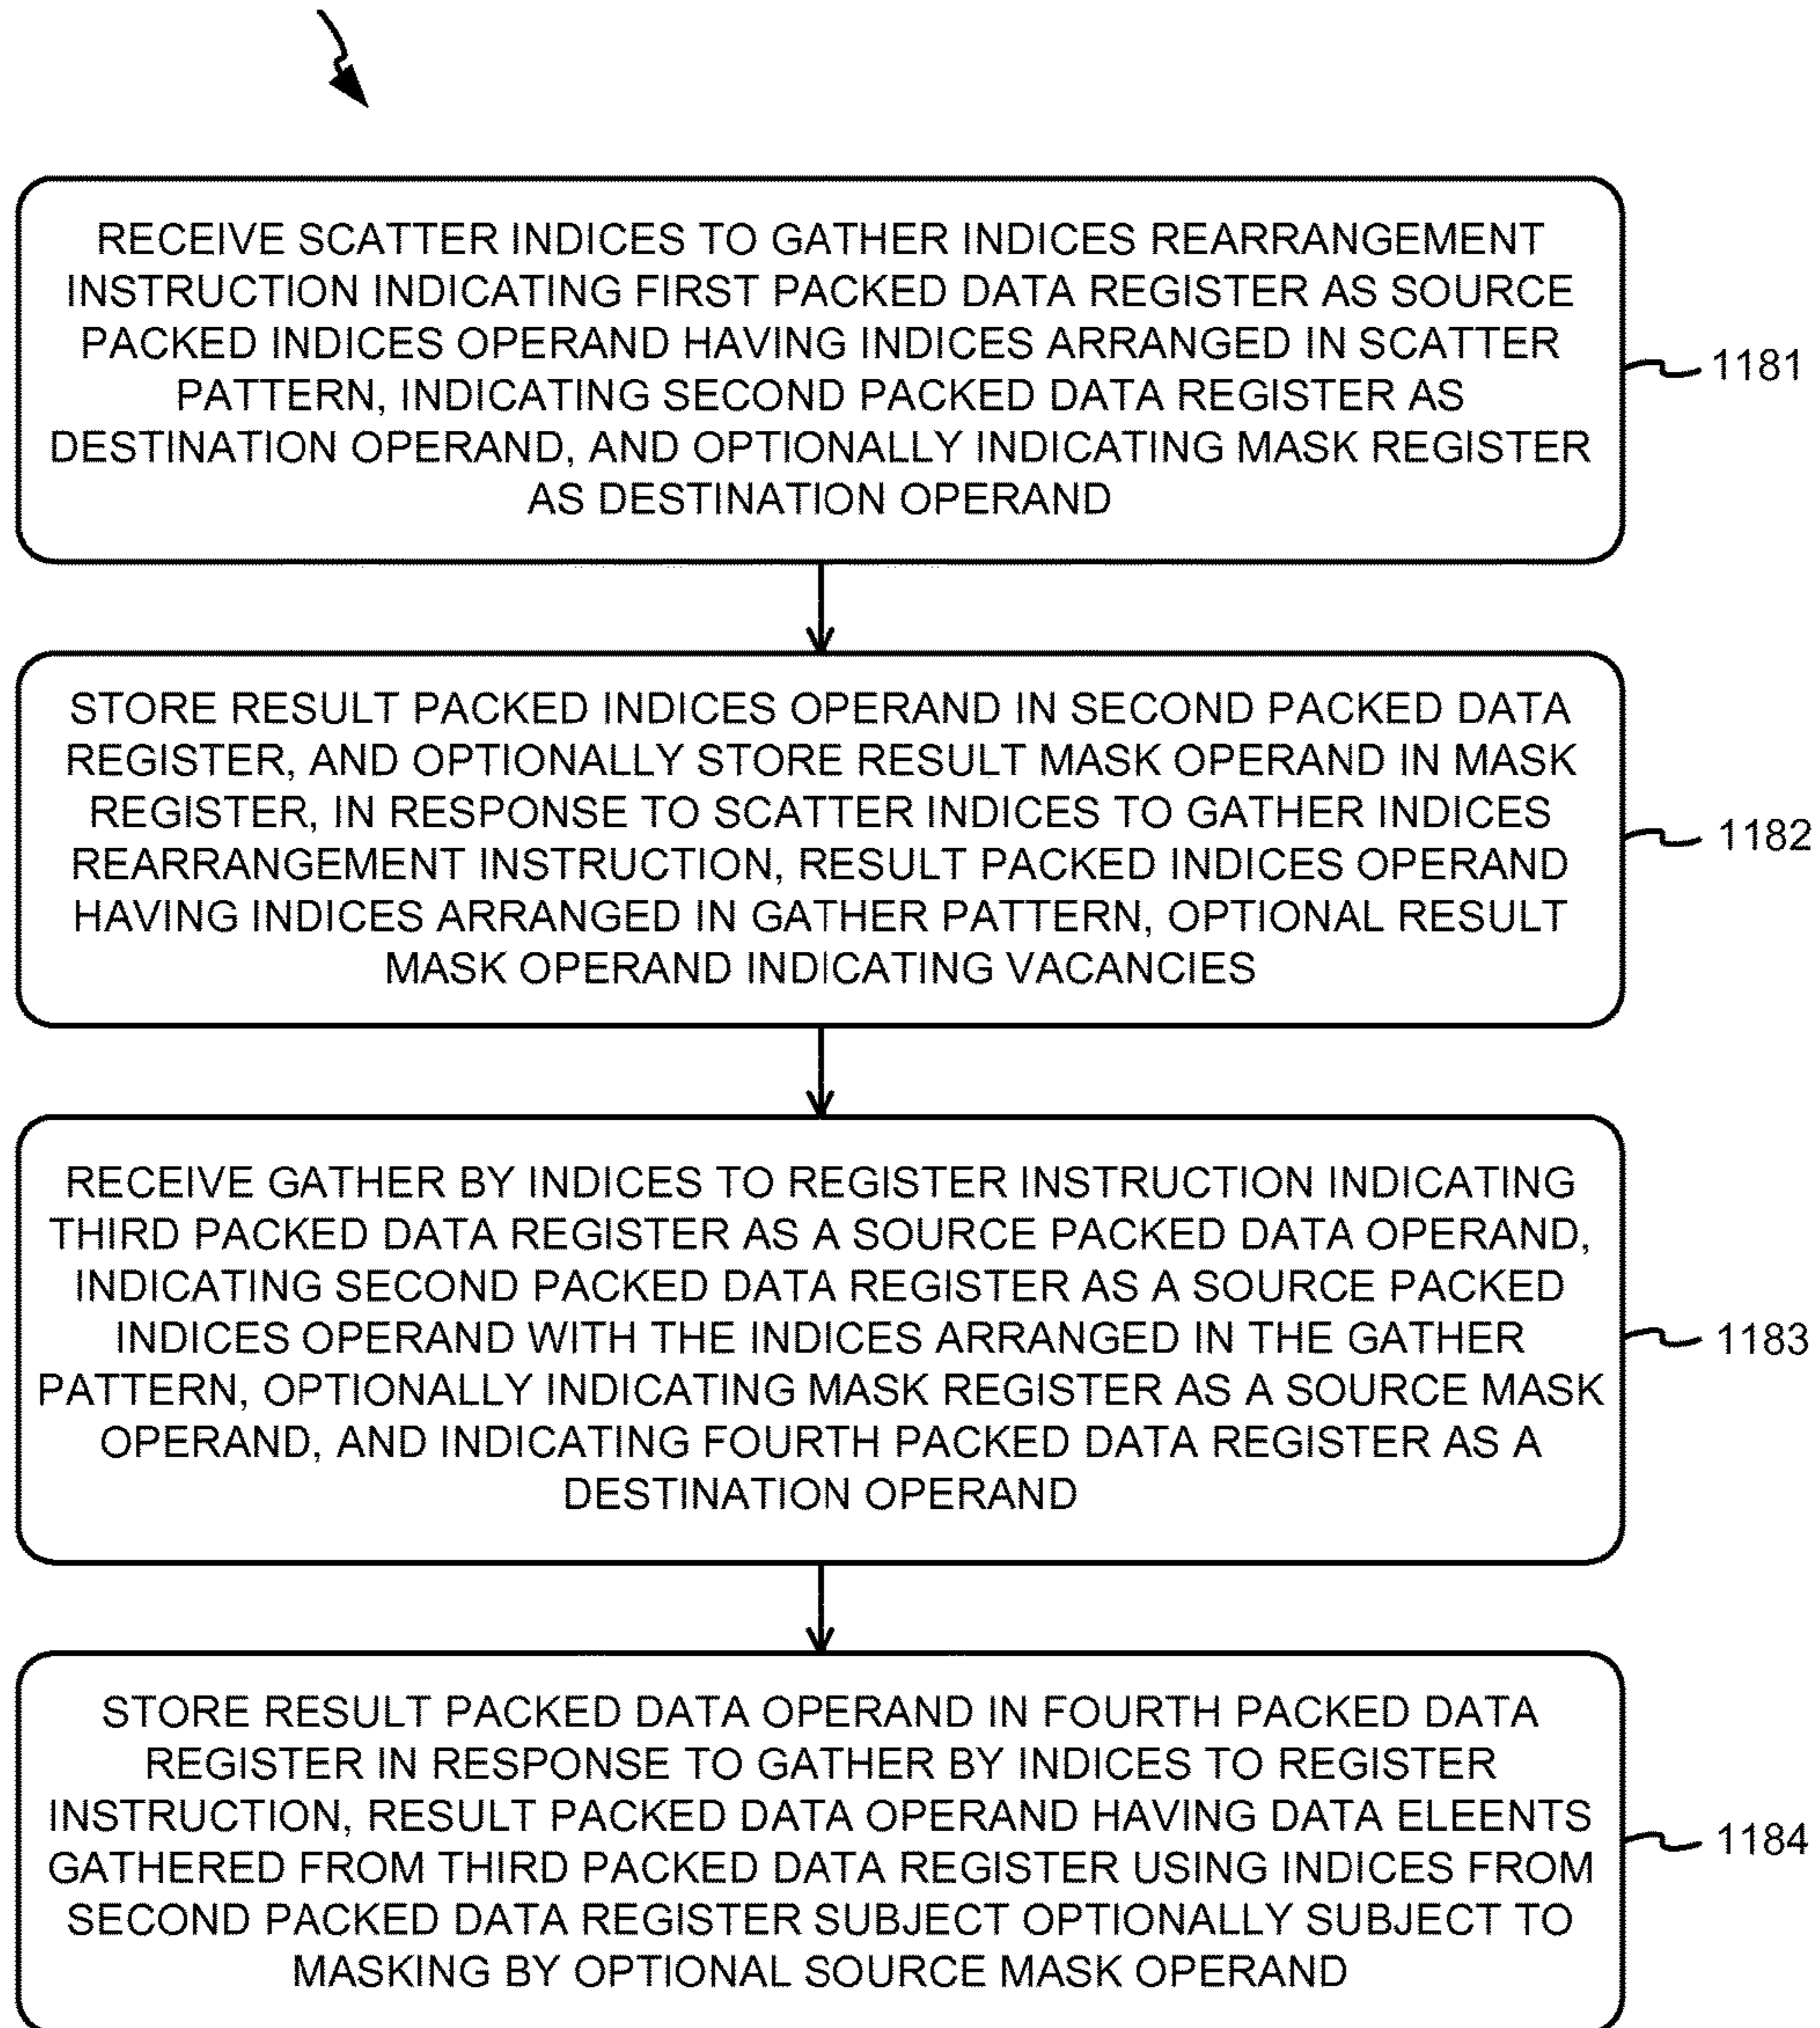 RECEIVE SCATTER INDICES TO GATHER INDICES REARRANGEMENT
INSTRUCTION INDICATING FIRST PACKED DATA REGISTER AS SOURCE
PACKED INDICES OPERAND HAVING INDICES ARRANGED IN SCATTER
PATTERN, INDICATING SECOND PACKED DATA REGISTER AS
DESTINATION OPERAND, AND OPTIONALLY INDICATING MASK REGISTER
AS DESTINATION OPERAND
1181
STORE RESULT PACKED INDICES OPERAND IN SECOND PACKED DATA
REGISTER, AND OPTIONALLY STORE RESULT MASK OPERAND IN MASK
REGISTER, IN RESPONSE TO SCATTER INDICES TO GATHER INDICES
REARRANGEMENT INSTRUCTION, RESULT PACKED INDICES OPERAND
HAVING INDICES ARRANGED IN GATHER PATTERN, OPTIONAL RESULT
MASK OPERAND INDICATING VACANCIES
1182
RECEIVE GATHER BY INDICES TO REGISTER INSTRUCTION INDICATING
THIRD PACKED DATA REGISTER AS A SOURCE PACKED DATA OPERAND,
INDICATING SECOND PACKED DATA REGISTER AS A SOURCE PACKED
INDICES OPERAND WITH THE INDICES ARRANGED IN THE GATHER
PATTERN, OPTIONALLY INDICATING MASK REGISTER AS A SOURCE MASK
OPERAND, AND INDICATING FOURTH PACKED DATA REGISTER AS A
DESTINATION OPERAND
1183
STORE RESULT PACKED DATA OPERAND IN FOURTH PACKED DATA
REGISTER IN RESPONSE TO GATHER BY INDICES TO REGISTER
INSTRUCTION, RESULT PACKED DATA OPERAND HAVING DATA ELEENTS
GATHERED FROM THIRD PACKED DATA REGISTER USING INDICES FROM
SECOND PACKED DATA REGISTER SUBJECT OPTIONALLY SUBJECT TO
MASKING BY OPTIONAL SOURCE MASK OPERAND
1184